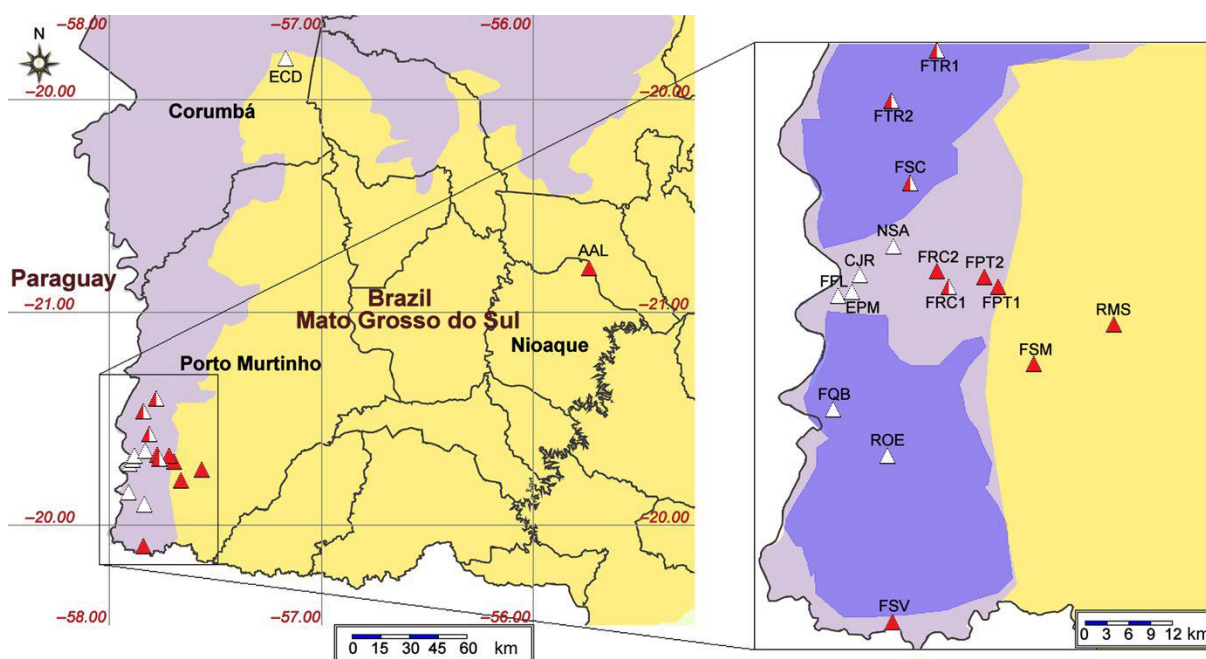 −58.00
−57.00
−56.00
N
ECD
−20.00
−20.00
Corumbá
AAL
Paraguay
Brazil
Mato Grosso do Sul
−21.00
−21.00
Nioaque
Porto Murtinho
−20.00
−20.00
−58.00
−57.00
−56.00
0 15 30 45 60 km
FTR1
FTR2
FSC
NSA
CJR
FRC2
FPT2
FFL
EPM
FRC1
FPT1
RMS
FSM
FQB
ROE
FSV
0 3 6 9 12 km